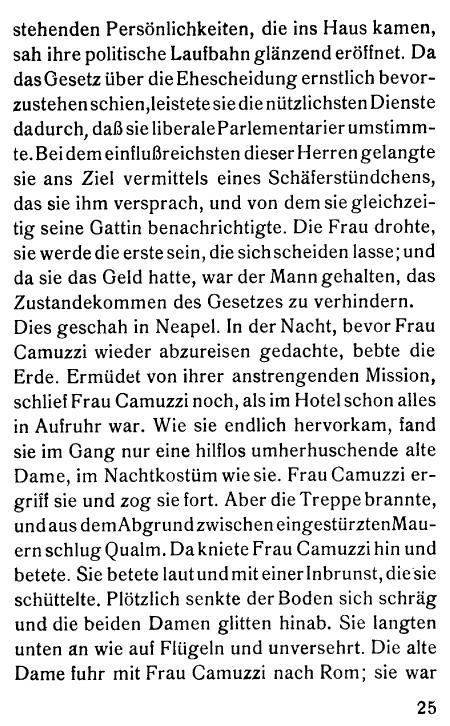 stehenden Persönlichkeiten, die ins Haus kamen,
sah ihre politische Laufbahn glänzend eröffnet. Da
das Gesetz über die Ehescheidung ernstlich bevor-
zustehen schien, leistete sie die nützlichsten Dienste
dadurch, daß sie liberale Parlementarier umstimm-
te. Bei dem einflußreichsten dieser Herren gelangte
sie ans Ziel vermittels eines Schäferstündchens,
das sie ihm versprach, und von dem sie gleichzei-
tig seine Gattin benachrichtigte. Die Frau drohte,
sie werde die erste sein, die sich scheiden lasse; und
da sie das Geld hatte, war der Mann gehalten, das
Zustandekommen des Gesetzes zu verhindern.
Dies geschah in Neapel. In der Nacht, bevor Frau
Camuzzi wieder abzureisen gedachte, bebte die
Erde. Ermüdet von ihrer anstrengenden Mission,
schlief Frau Camuzzi noch, als im Hotel schon alles
in Aufruhr war. Wie sie endlich hervorkam, fand
sie im Gang nur eine hilflos umherhuschende alte
Dame, im Nachtkostüm wie sie. Frau Camuzzi er-
griff sie und zog sie fort. Aber die Treppe brannte,
und aus dem Abgrund zwischen eingestürzten Mau-
ern schlug Qualm. Da kniete Frau Camuzzi hin und
betete. Sie betete laut und mit einer Inbrunst, die sie
schüttelte. Plötzlich senkte der Boden sich schräg
und die beiden Damen glitten hinab. Sie langten
unten an wie auf Flügeln und unversehrt. Die alte
Dame fuhr mit Frau Camuzzi nach Rom; sie war
25